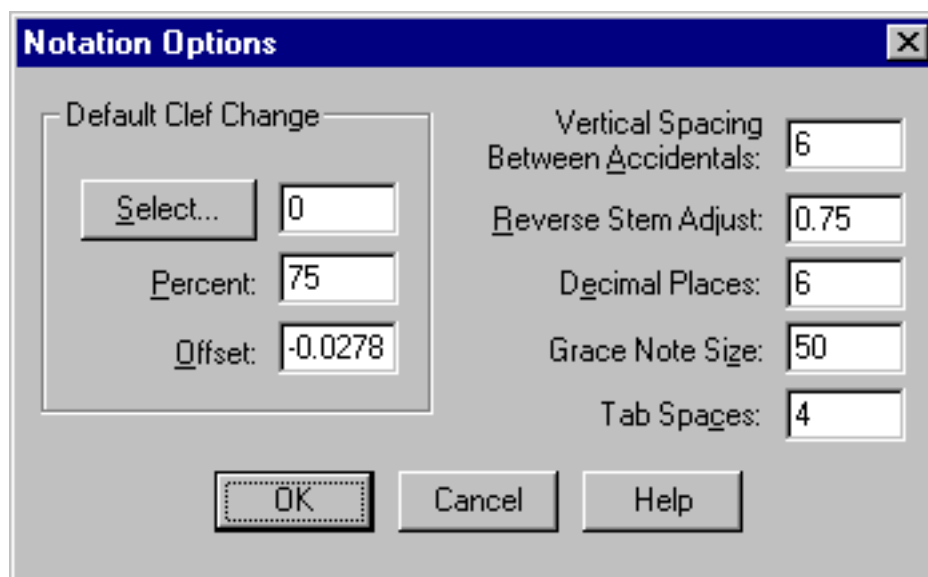 Notation Options
Default Clef Change
Select... 0
Percent: 75
Offset: -0.0278
Vertical Spacing
Between Accidentals: 6
Reverse Stem Adjust: 0.75
Decimal Places: 6
Grace Note Size: 50
Tab Spaces: 4
OK Cancel Help